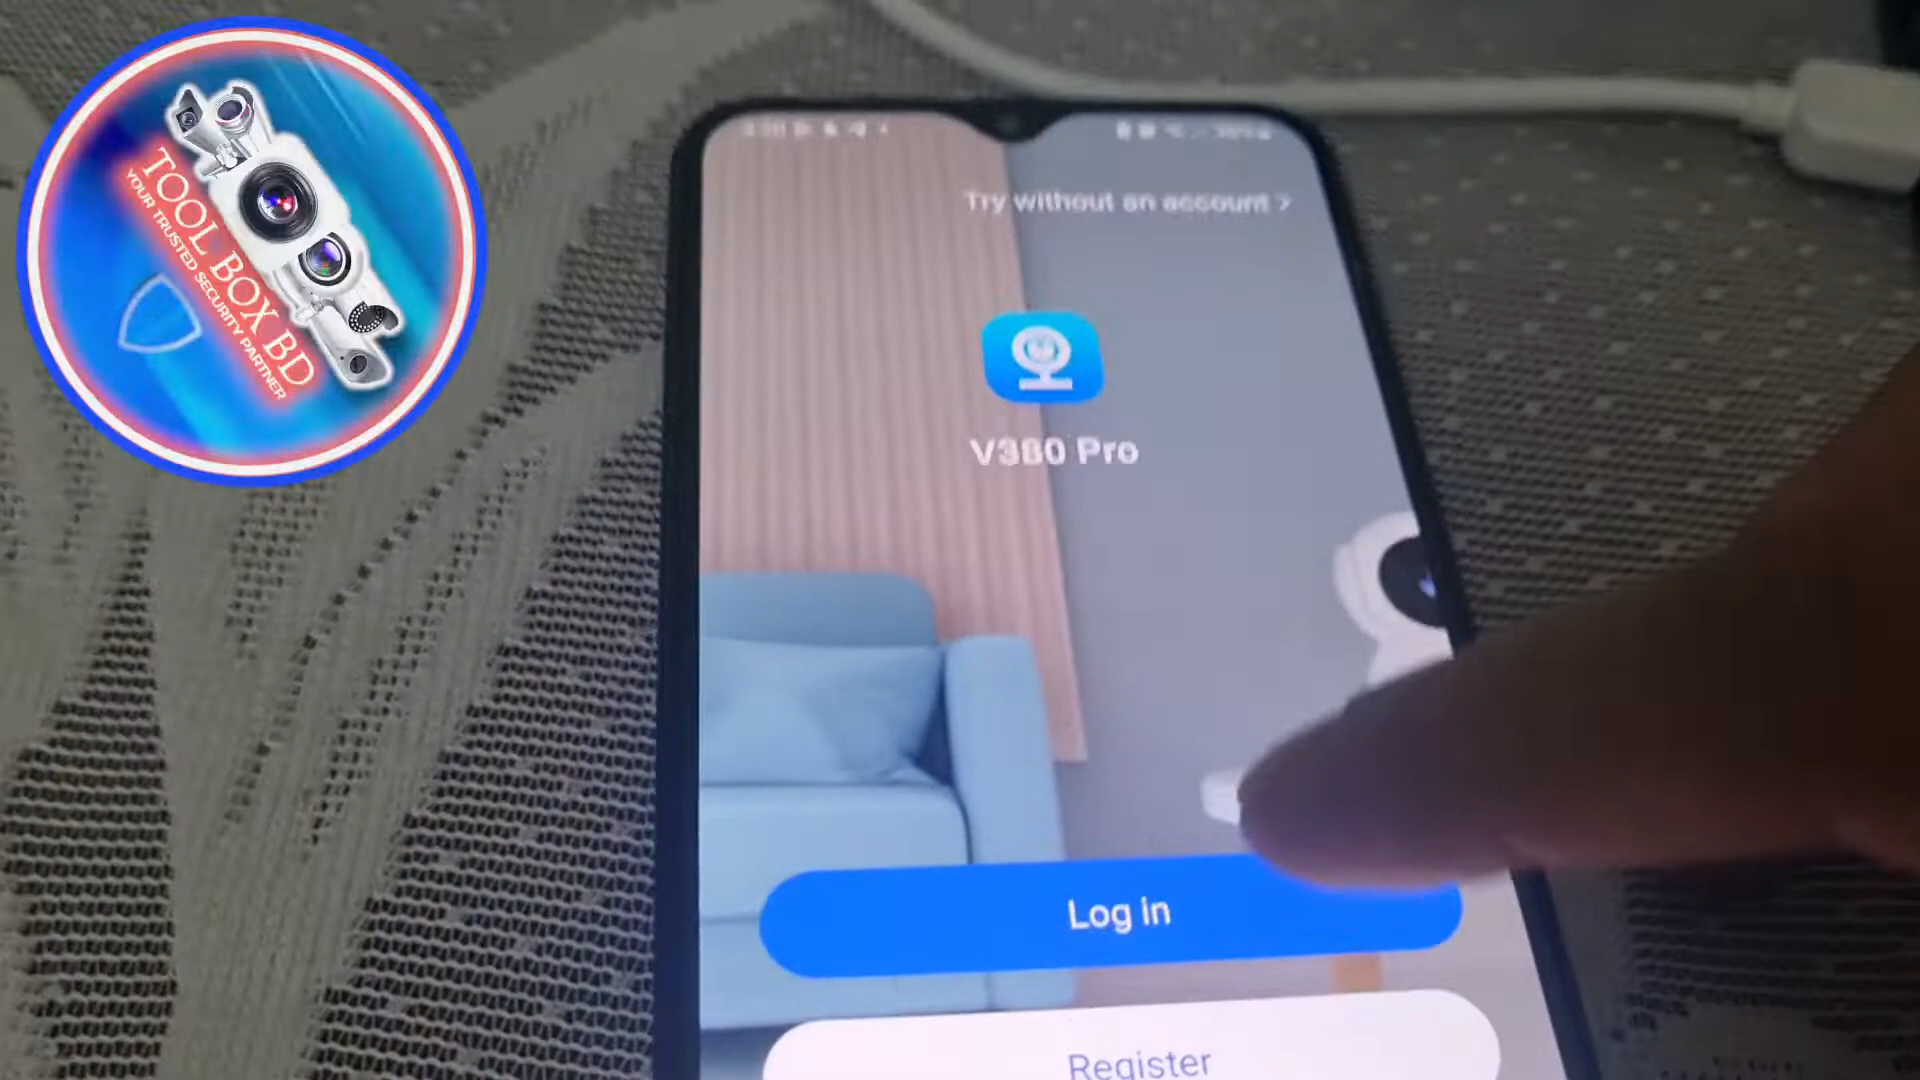 TOOL BOX BD
YOUR TRUSTED SECURITY PARTNER
Try without an account >
V380 Pro
Log in
Register